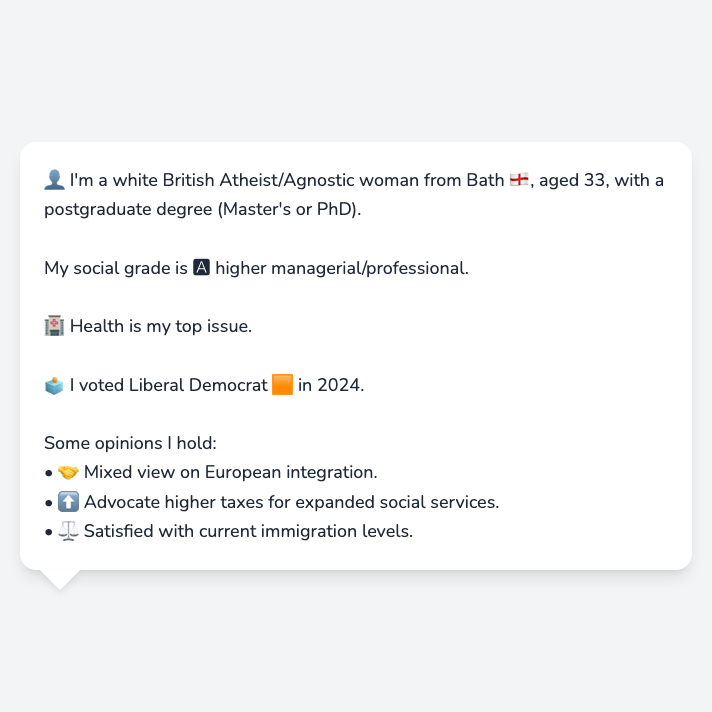 👤 I'm a white British Atheist/Agnostic woman from Bath 🏴󠁧󠁢󠁥󠁮󠁧󠁿, aged 33, with a
postgraduate degree (Master's or PhD).
My social grade is 🅰 higher managerial/professional.
🏥 Health is my top issue.
🗳️ I voted Liberal Democrat 🟧 in 2024.
Some opinions I hold:
• 🤝 Mixed view on European integration.
• ⬆️ Advocate higher taxes for expanded social services.
• ⚖️ Satisfied with current immigration levels.